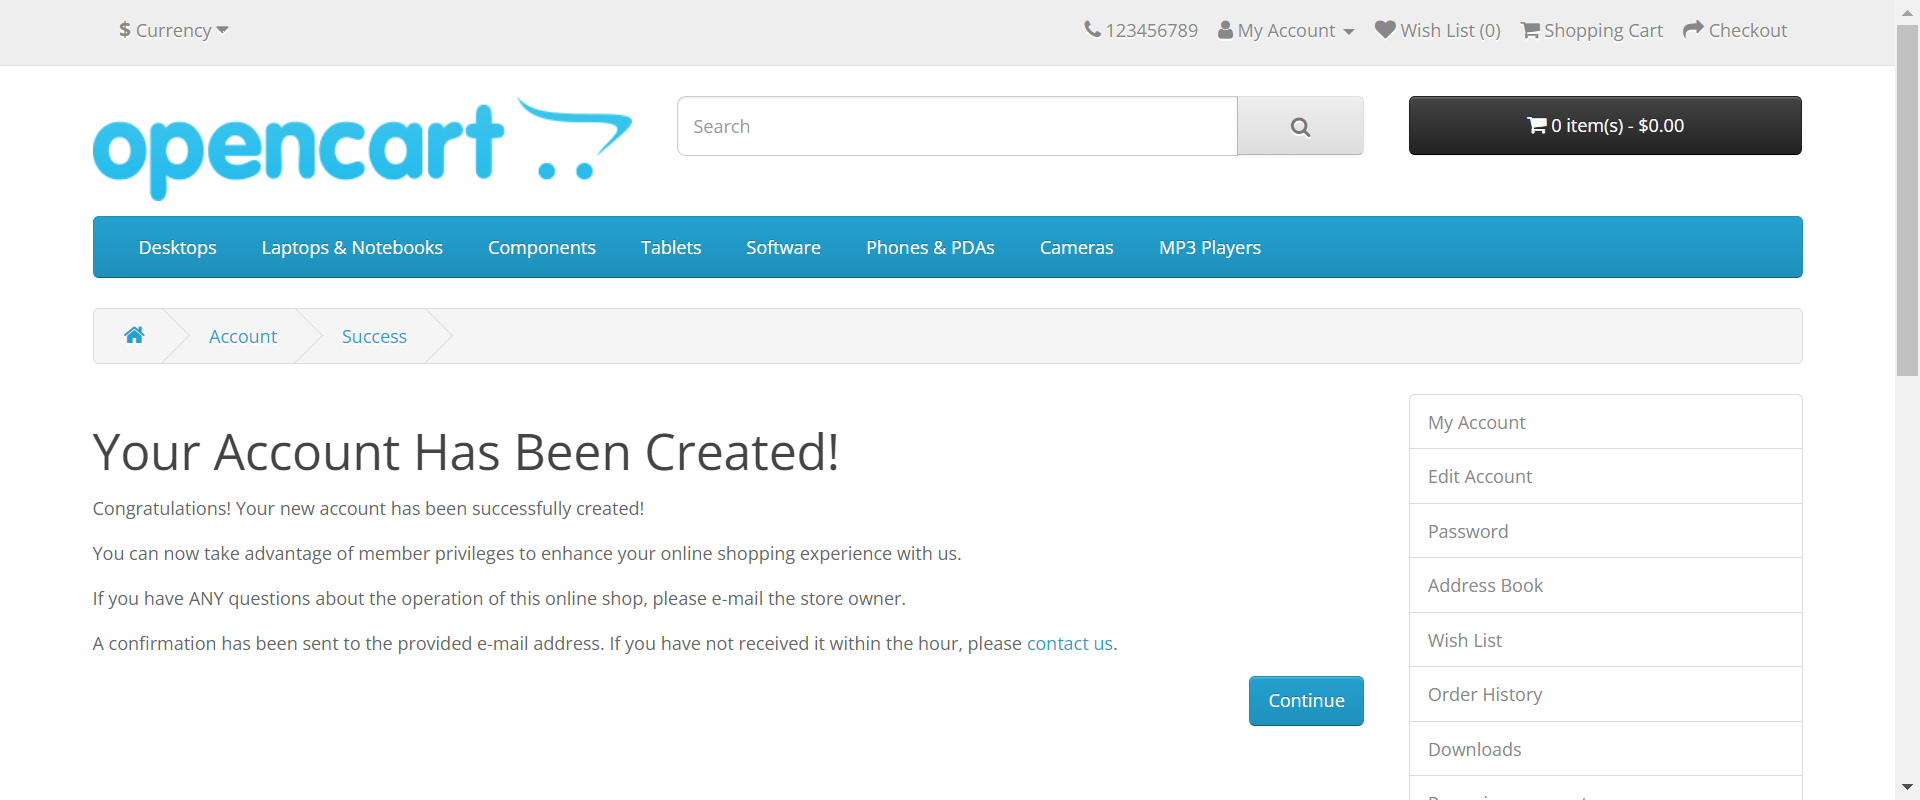 $ Currency
123456789 My Account Wish List (0) Shopping Cart Checkout
opencart
Search
0 item(s) - $0.00
Desktops Laptops & Notebooks Components Tablets Software Phones & PDAs Cameras MP3 Players
Account Success
Your Account Has Been Created!
Congratulations! Your new account has been successfully created!
You can now take advantage of member privileges to enhance your online shopping experience with us.
If you have ANY questions about the operation of this online shop, please e-mail the store owner.
A confirmation has been sent to the provided e-mail address. If you have not received it within the hour, please contact us.
Continue
My Account
Edit Account
Password
Address Book
Wish List
Order History
Downloads